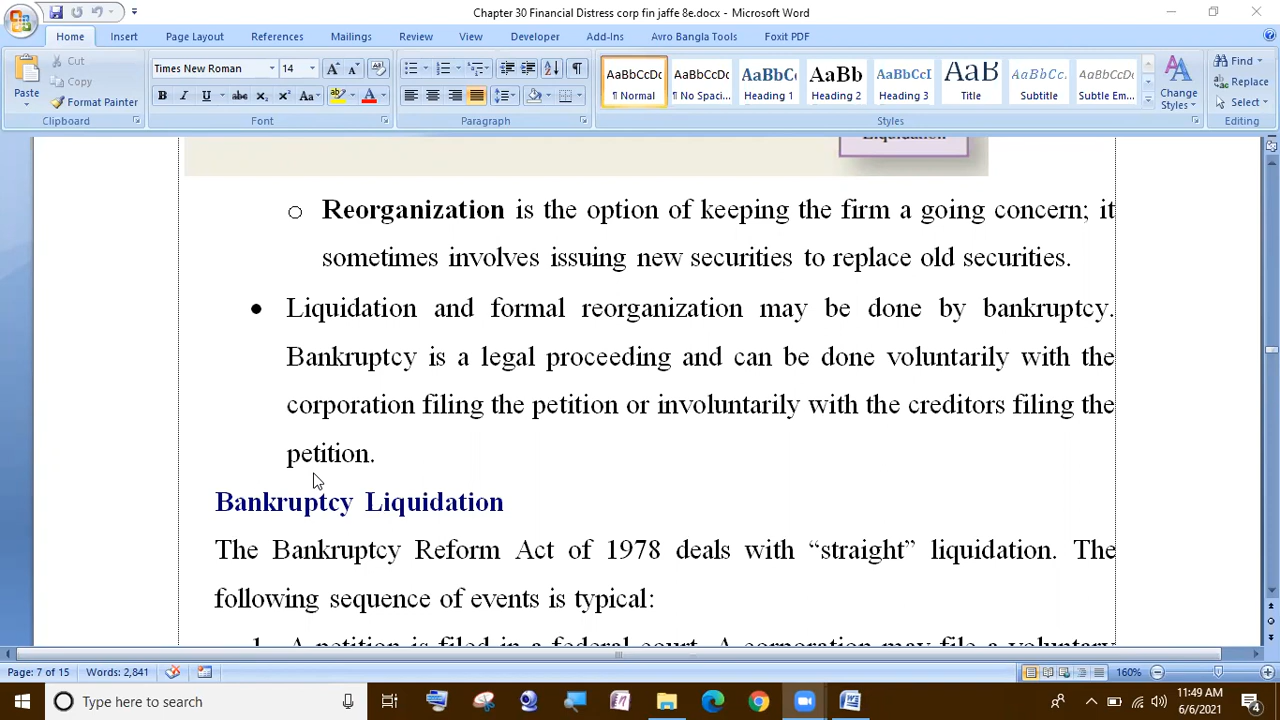 Chapter 30 Financial Distress corp fin jaffe 8e.docx - Microsoft Word
Home Insert Page Layout References Mailings Review View Developer Add-Ins Avro Bangla Tools Foxit PDF
Cut
Copy
Format Painter
Paste
Clipboard
Times New Roman 14
B I U abc x₂ x² Aa
Font
Paragraph
AaBbCcDc AaBbCcDc AaBbC AaBbCc AaBbCcI AaB AaBbCcI AaBbCcDc
¶ Normal ¶ No Spaci... Heading 1 Heading 2 Heading 3 Title Subtitle Subtle Em...
Change Styles
Styles
Find
Replace
Select
Editing
Liquidation
o Reorganization is the option of keeping the firm a going concern; it
sometimes involves issuing new securities to replace old securities.
• Liquidation and formal reorganization may be done by bankruptcy.
Bankruptcy is a legal proceeding and can be done voluntarily with the
corporation filing the petition or involuntarily with the creditors filing the
petition.
Bankruptcy Liquidation
The Bankruptcy Reform Act of 1978 deals with “straight” liquidation. The
following sequence of events is typical:
1. A petition is filed in a federal court. A corporation may file a voluntary
Page: 7 of 15 Words: 2,841 160%
Type here to search
11:49 AM
6/6/2021
4